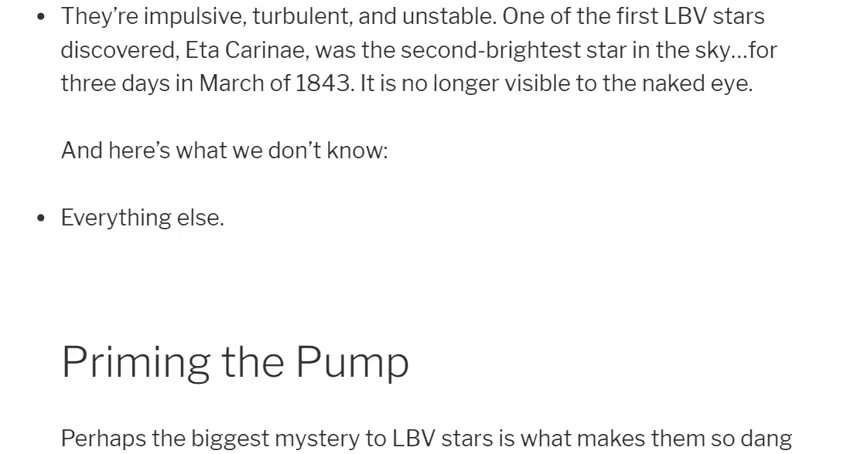 • They're impulsive, turbulent, and unstable. One of the first LBV stars
discovered, Eta Carinae, was the second-brightest star in the sky…for
three days in March of 1843. It is no longer visible to the naked eye.
And here's what we don't know:
• Everything else.
Priming the Pump
Perhaps the biggest mystery to LBV stars is what makes them so dang